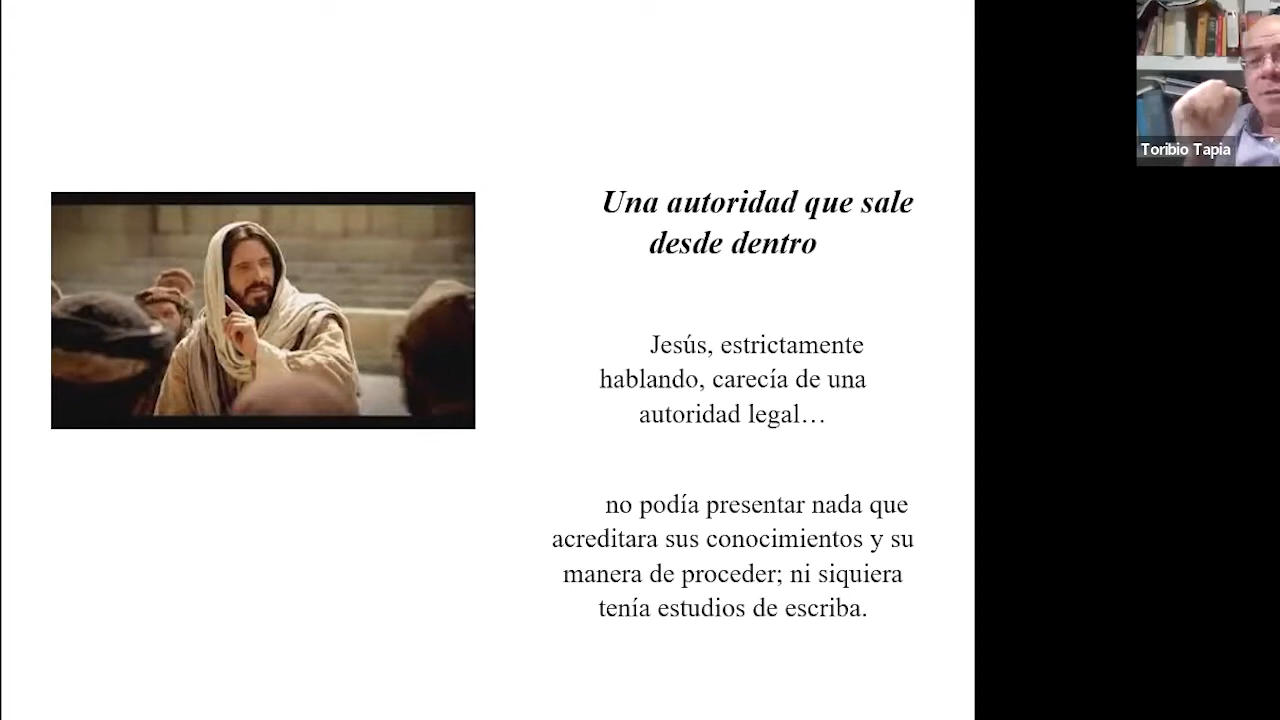 Toribio Tapia
Una autoridad que sale
desde dentro
Jesús, estrictamente
hablando, carecía de una
autoridad legal…
no podía presentar nada que
acreditara sus conocimientos y su
manera de proceder; ni siquiera
tenía estudios de escriba.